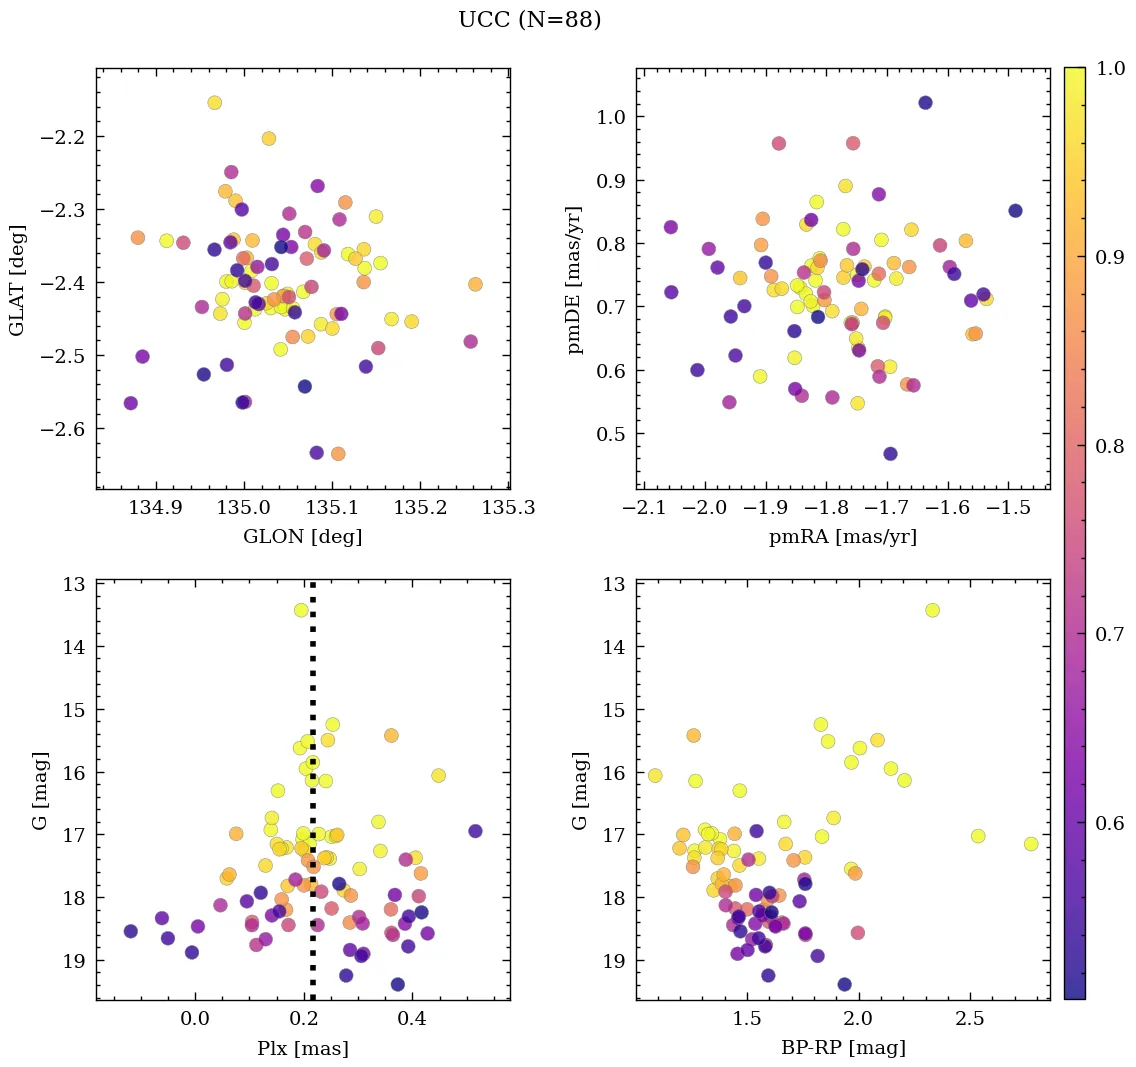 UCC (N=88)
−2.2
−2.3
−2.4
−2.5
−2.6
GLAT [deg]
134.9 135.0 135.1 135.2 135.3
GLON [deg]
1.0
0.9
0.8
0.7
0.6
0.5
pmDE [mas/yr]
−2.1 −2.0 −1.9 −1.8 −1.7 −1.6 −1.5
pmRA [mas/yr]
13
14
15
16
17
18
19
G [mag]
0.0 0.2 0.4
Plx [mas]
13
14
15
16
17
18
19
G [mag]
1.5 2.0 2.5
BP-RP [mag]
1.0
0.9
0.8
0.7
0.6